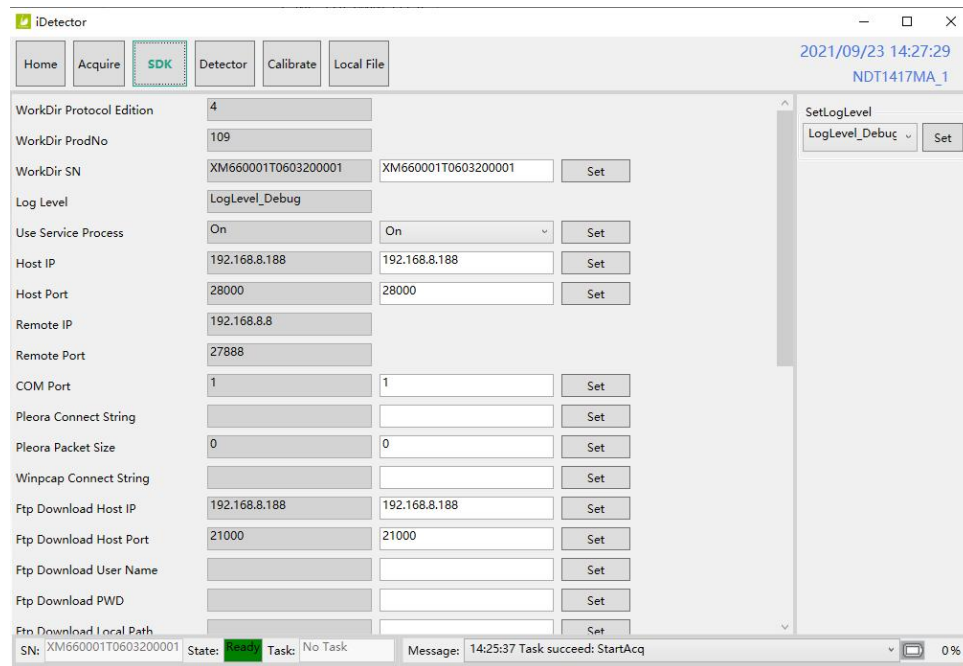 iDetector
Home Acquire SDK Detector Calibrate Local File
2021/09/23 14:27:29
NDT1417MA_1
WorkDir Protocol Edition 4
WorkDir ProdNo 109
WorkDir SN XM660001T0603200001 XM660001T0603200001 Set
Log Level LogLevel_Debug
Use Service Process On On Set
Host IP 192.168.8.188 192.168.8.188 Set
Host Port 28000 28000 Set
Remote IP 192.168.8.8
Remote Port 27888
COM Port 1 1 Set
Pleora Connect String Set
Pleora Packet Size 0 0 Set
Winpcap Connect String Set
Ftp Download Host IP 192.168.8.188 192.168.8.188 Set
Ftp Download Host Port 21000 21000 Set
Ftp Download User Name Set
Ftp Download PWD Set
Ftp Download Local Path Set
SetLogLevel
LogLevel_Debug Set
SN: XM660001T0603200001 State: Ready Task: No Task Message: 14:25:37 Task succeed: StartAcq 0%